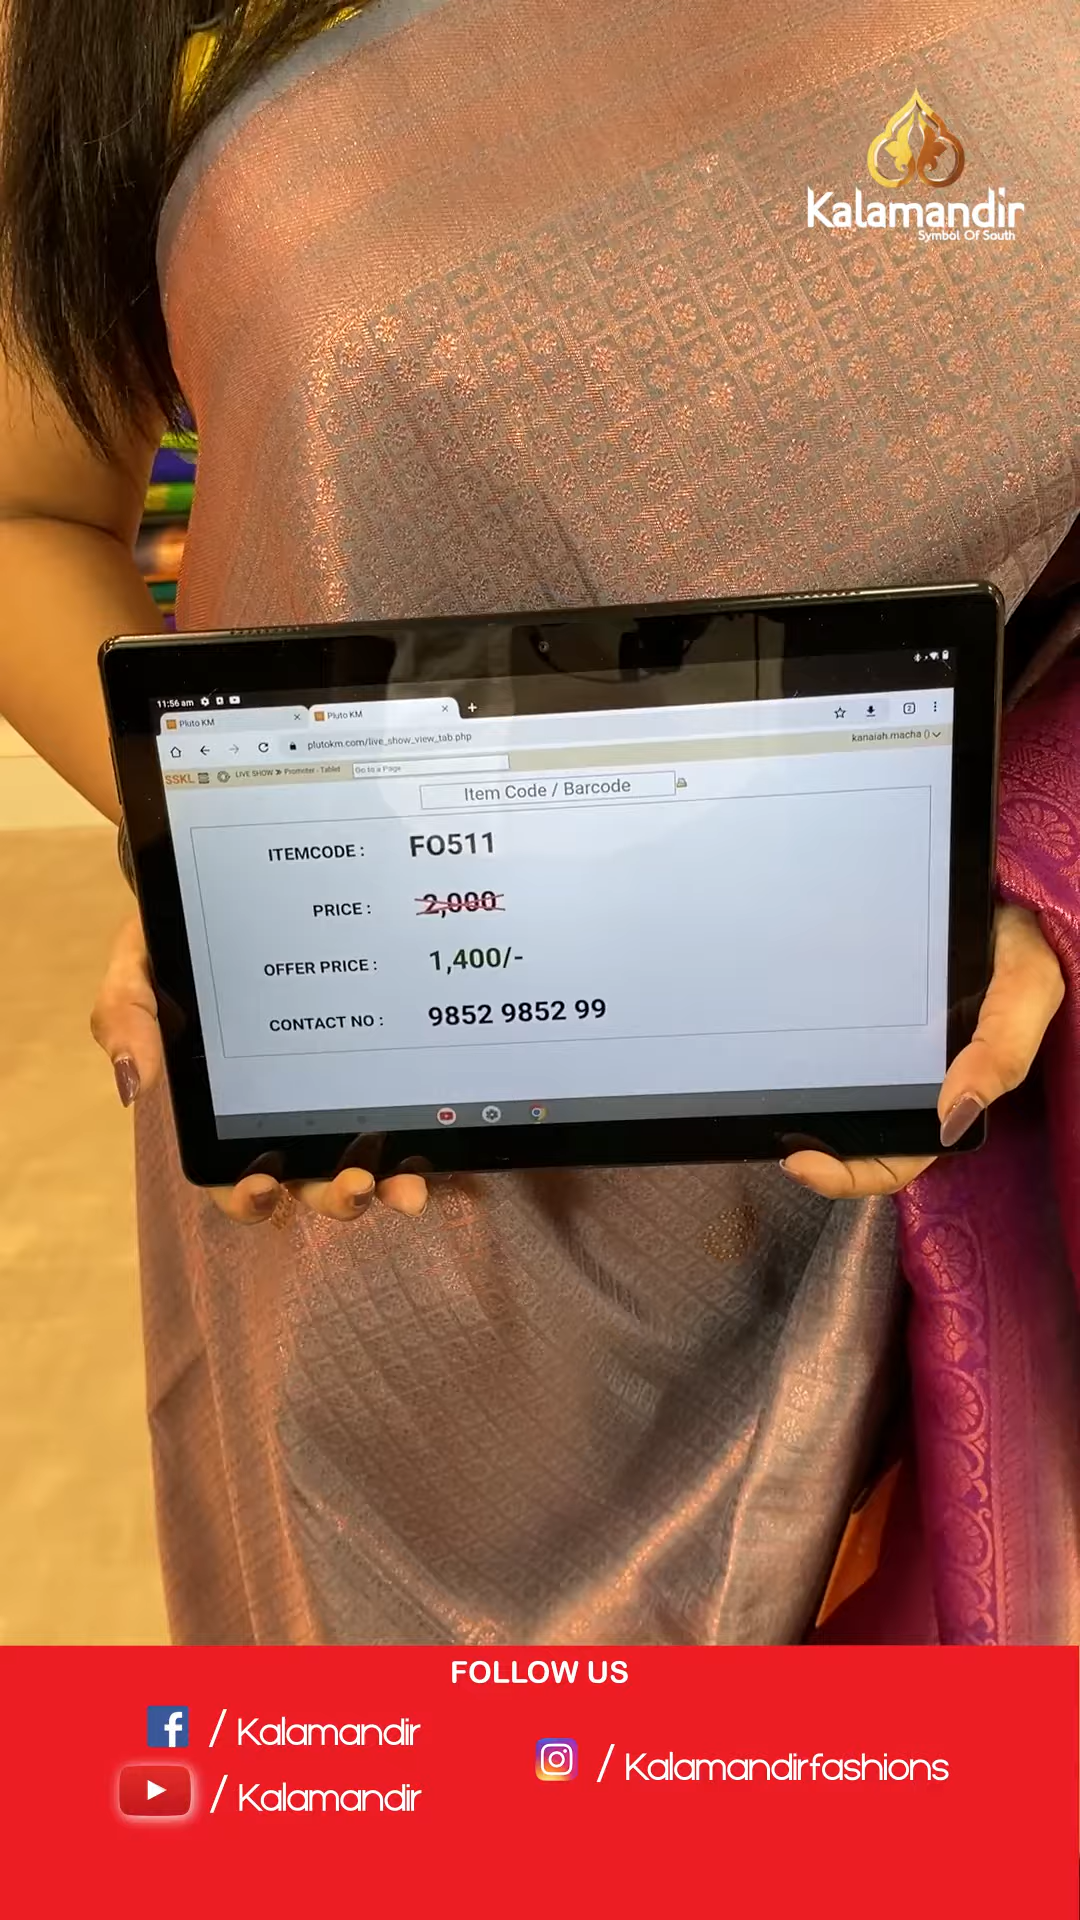 Kalamandir
Symbol Of South
11:56 am
Pluto KM
Pluto KM
plutokm.com/live_show_view_tab.php
kanaiah.macha ()
SSKL
LIVE SHOW » Promoter - Tablet
Go to a Page
Item Code / Barcode
ITEMCODE : FO511
PRICE : 2,000
OFFER PRICE : 1,400/-
CONTACT NO : 9852 9852 99
FOLLOW US
/ Kalamandir
/ Kalamandir
/ Kalamandirfashions